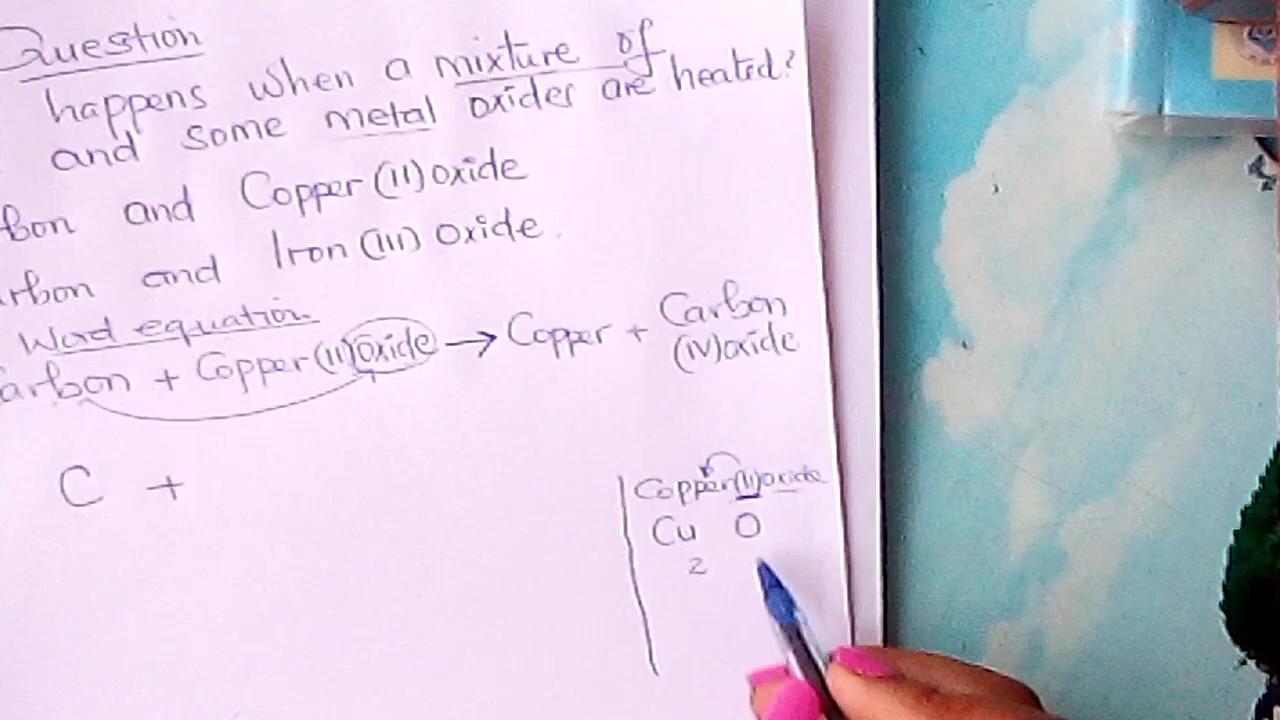 Question
happens when a mixture of
and some metal oxides are heated?
bon and Copper (II) oxide
rbon and Iron (III) oxide.
Word equation
arbon + Copper (II) oxide → Copper + Carbon (IV) oxide
C +
Copper (II) oxide
Cu O
2